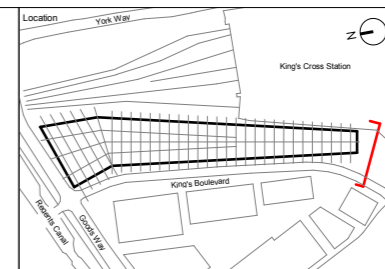 Location
York Way
N
King's Cross Station
King's Boulevard
Regents Canal
Goods Way